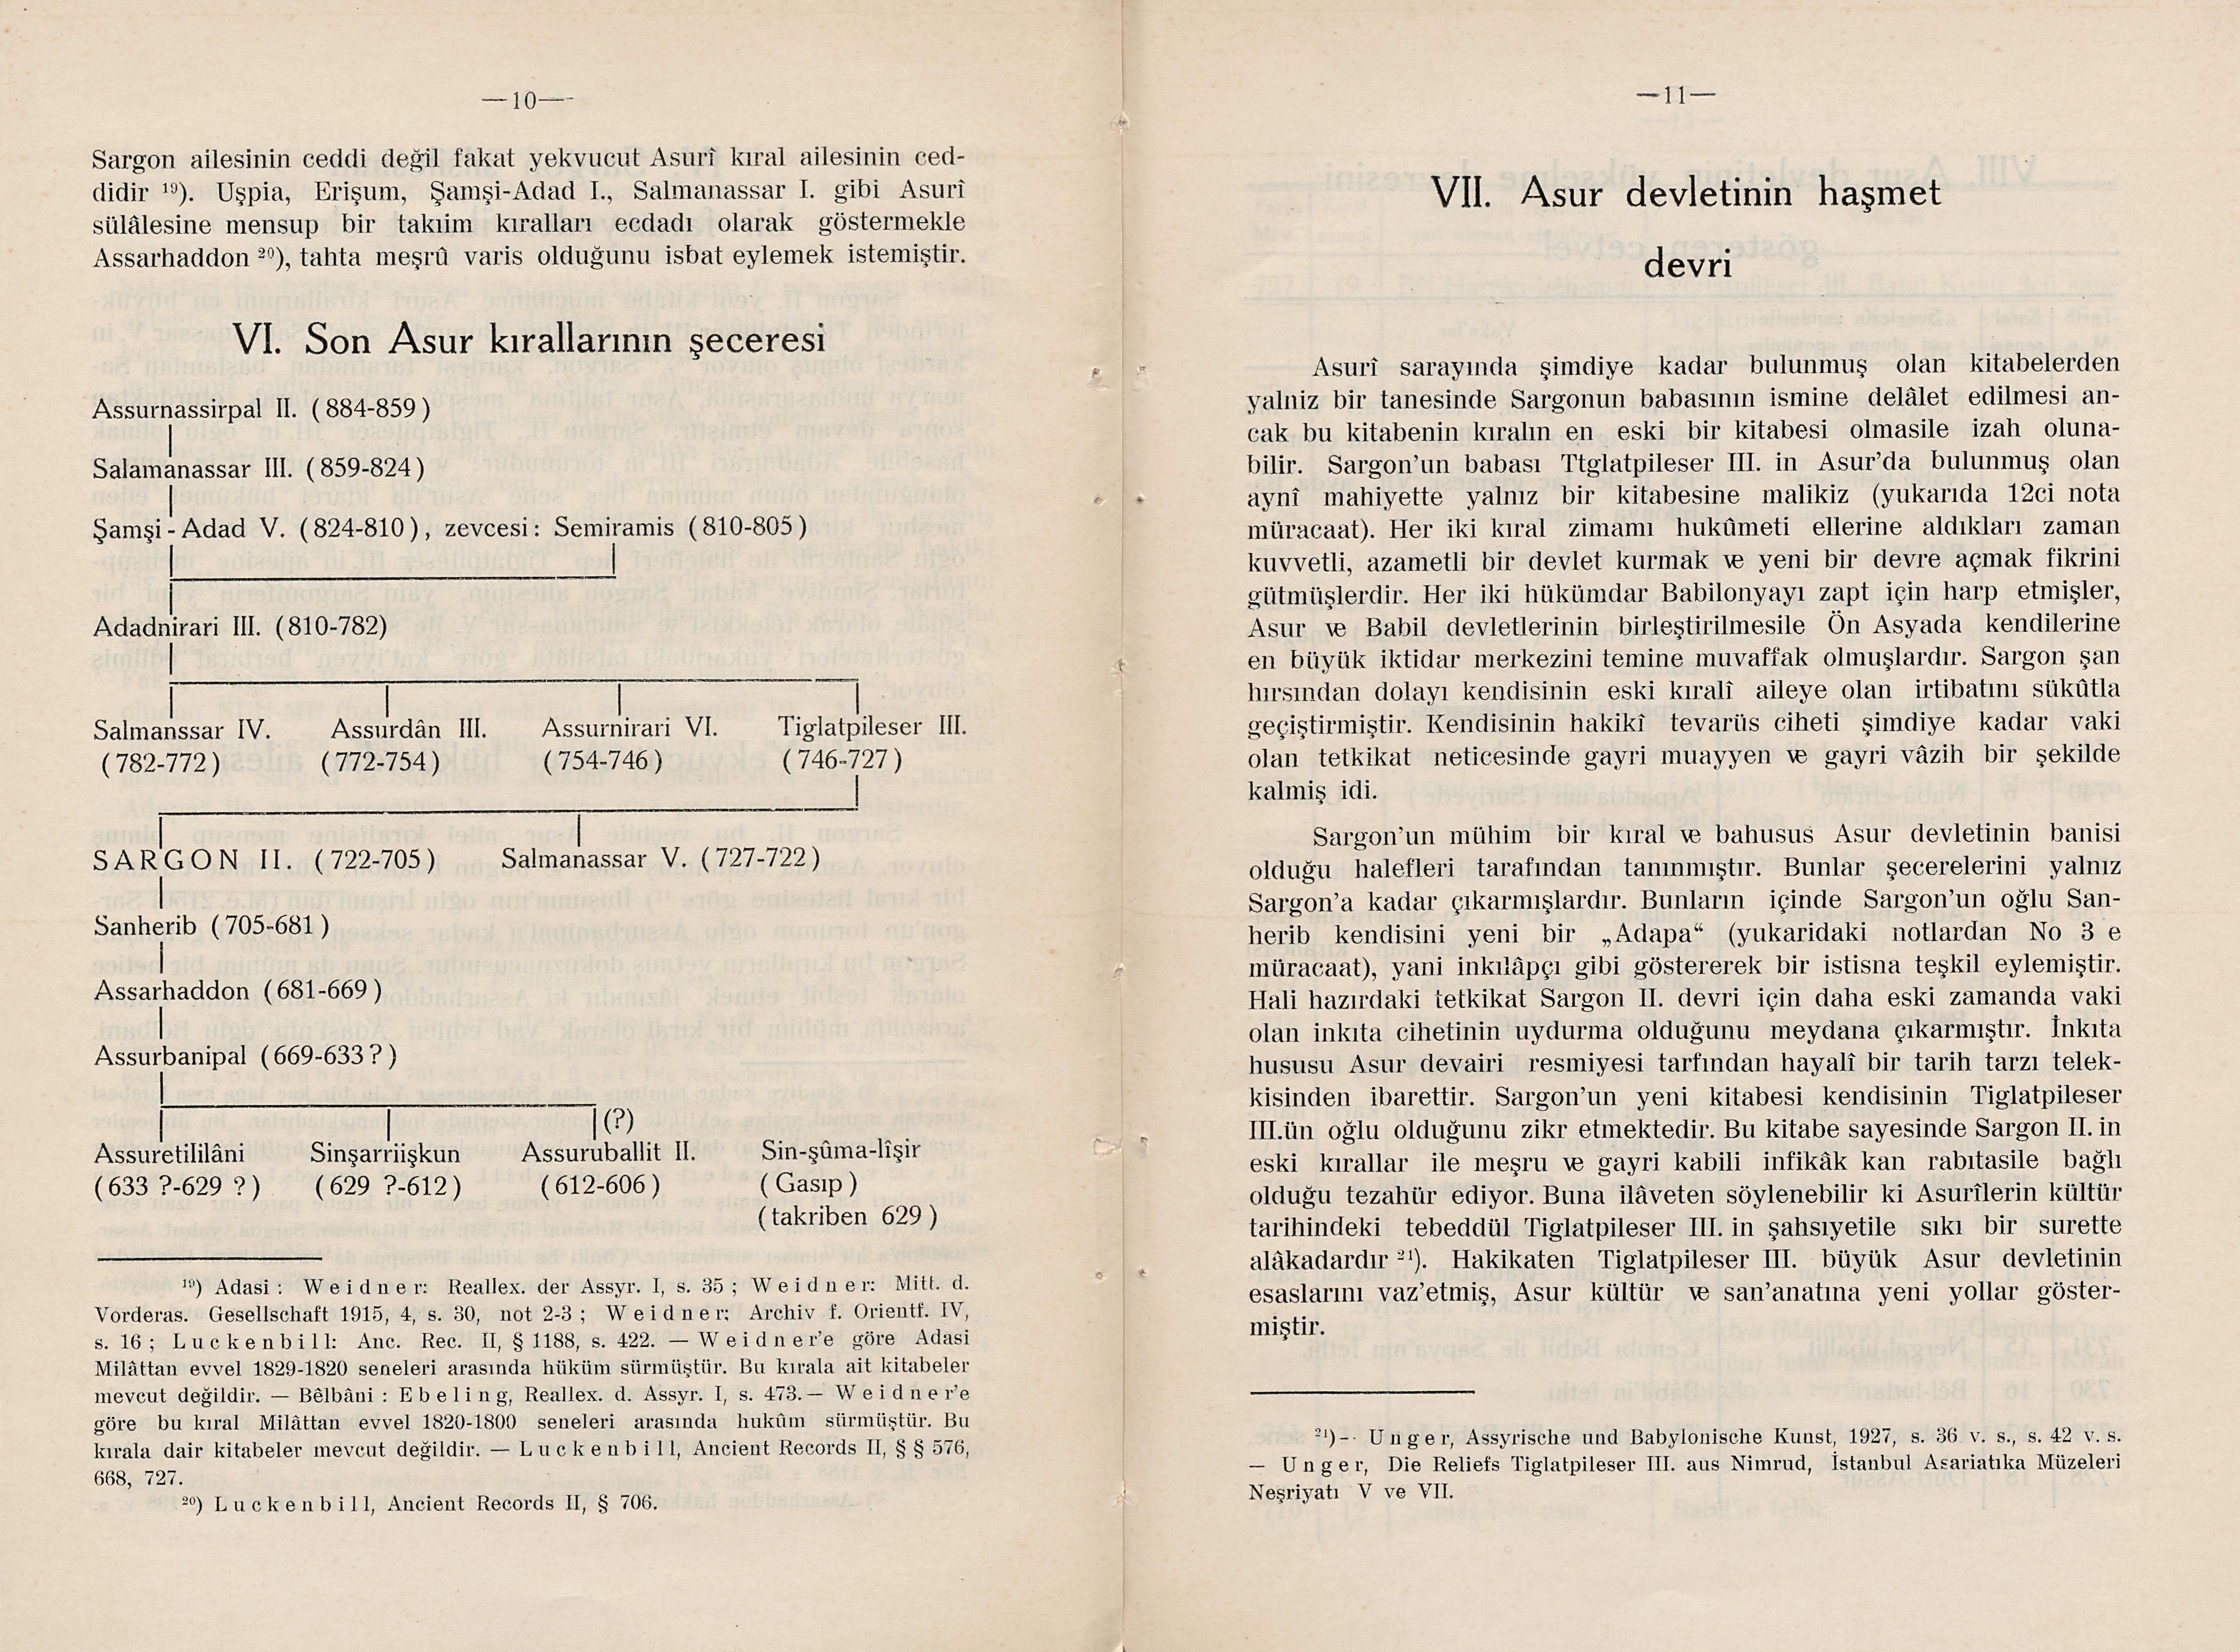 —10—
Sargon ailesinin ceddi değil fakat yekvucut Asurî kıral ailesinin ced-
didir ¹⁹). Uşpia, Erişum, Şamşi-Adad I., Salmanassar I. gibi Asurî
sülâlesine mensup bir takıim kıralları ecdadı olarak göstermekle
Assarhaddon ²⁰), tahta meşrû varis olduğunu isbat eylemek istemiştir.
VI. Son Asur kırallarının şeceresi
Assurnassirpal II. (884-859)
Salamanassar III. (859-824)
Şamşi-Adad V. (824-810), zevcesi: Semiramis (810-805)
Adadnirari III. (810-782)
Salmanssar IV. Assurdân III. Assurnirari VI. Tiglatpileser III.
(782-772) (772-754) (754-746) (746-727)
SARGON II. (722-705) Salmanassar V. (727-722)
Sanherib (705-681)
Assarhaddon (681-669)
Assurbanipal (669-633?)
(?)
Assuretililâni Sinşarriişkun Assuruballit II. Sin-şûma-lîşir
(633 ?-629 ?) (629 ?-612) (612-606) (Gasıp)
(takriben 629)
¹⁹) Adasi : Weidner: Reallex. der Assyr. I, s. 35 ; Weidner: Mitt. d.
Vorderas. Gesellschaft 1915, 4, s. 30, not 2-3 ; Weidner: Archiv f. Orientf. IV,
s. 16 ; Luckenbill: Anc. Rec. II, § 1188, s. 422. — Weidner'e göre Adasi
Milâttan evvel 1829-1820 seneleri arasında hüküm sürmüştür. Bu kırala ait kitabeler
mevcut değildir. — Bêlbâni : Ebeling, Reallex. d. Assyr. I, s. 473.— Weidner'e
göre bu kıral Milâttan evvel 1820-1800 seneleri arasında hukûm sürmüştür. Bu
kırala dair kitabeler mevcut değildir. — Luckenbill, Ancient Records II, § § 576,
668, 727.
²⁰) Luckenbill, Ancient Records II, § 706.
—11—
VII. Asur devletinin haşmet
devri
Asurî sarayında şimdiye kadar bulunmuş olan kitabelerden
yalniz bir tanesinde Sargonun babasının ismine delâlet edilmesi an-
cak bu kitabenin kıralın en eski bir kitabesi olmasile izah oluna-
bilir. Sargon'un babası Ttglatpileser III. in Asur'da bulunmuş olan
aynî mahiyette yalnız bir kitabesine malikiz (yukarıda 12ci nota
müracaat). Her iki kıral zimamı hukûmeti ellerine aldıkları zaman
kuvvetli, azametli bir devlet kurmak ve yeni bir devre açmak fikrini
gütmüşlerdir. Her iki hükümdar Babilonyayı zapt için harp etmişler,
Asur ve Babil devletlerinin birleştirilmesile Ön Asyada kendilerine
en büyük iktidar merkezini temine muvaffak olmuşlardır. Sargon şan
hırsından dolayı kendisinin eski kıralî aileye olan irtibatını sükûtla
geçiştirmiştir. Kendisinin hakikî tevarüs ciheti şimdiye kadar vaki
olan tetkikat neticesinde gayri muayyen ve gayri vâzih bir şekilde
kalmiş idi.
Sargon'un mühim bir kıral ve bahusus Asur devletinin banisi
olduğu halefleri tarafından tanınmıştır. Bunlar şecerelerini yalnız
Sargon'a kadar çıkarmışlardır. Bunların içinde Sargon'un oğlu San-
herib kendisini yeni bir „Adapa“ (yukaridaki notlardan No 3 e
müracaat), yani inkılâpçı gibi göstererek bir istisna teşkil eylemiştir.
Hali hazırdaki tetkikat Sargon II. devri için daha eski zamanda vaki
olan inkıta cihetinin uydurma olduğunu meydana çıkarmıştır. İnkıta
hususu Asur devairi resmiyesi tarfından hayalî bir tarih tarzı telek-
kisinden ibarettir. Sargon'un yeni kitabesi kendisinin Tiglatpileser
III.ün oğlu olduğunu zikr etmektedir. Bu kitabe sayesinde Sargon II. in
eski kırallar ile meşru ve gayri kabili infikâk kan rabıtasile bağlı
olduğu tezahür ediyor. Buna ilâveten söylenebilir ki Asurîlerin kültür
tarihindeki tebeddül Tiglatpileser III. in şahsıyetile sıkı bir surette
alâkadardır ²¹). Hakikaten Tiglatpileser III. büyük Asur devletinin
esaslarını vaz'etmiş, Asur kültür ve san'anatına yeni yollar göster-
miştir.
²¹)-- Unger, Assyrische und Babylonische Kunst, 1927, s. 36 v. s., s. 42 v. s.
— Unger, Die Reliefs Tiglatpileser III. aus Nimrud, İstanbul Asariatıka Müzeleri
Neşriyatı V ve VII.